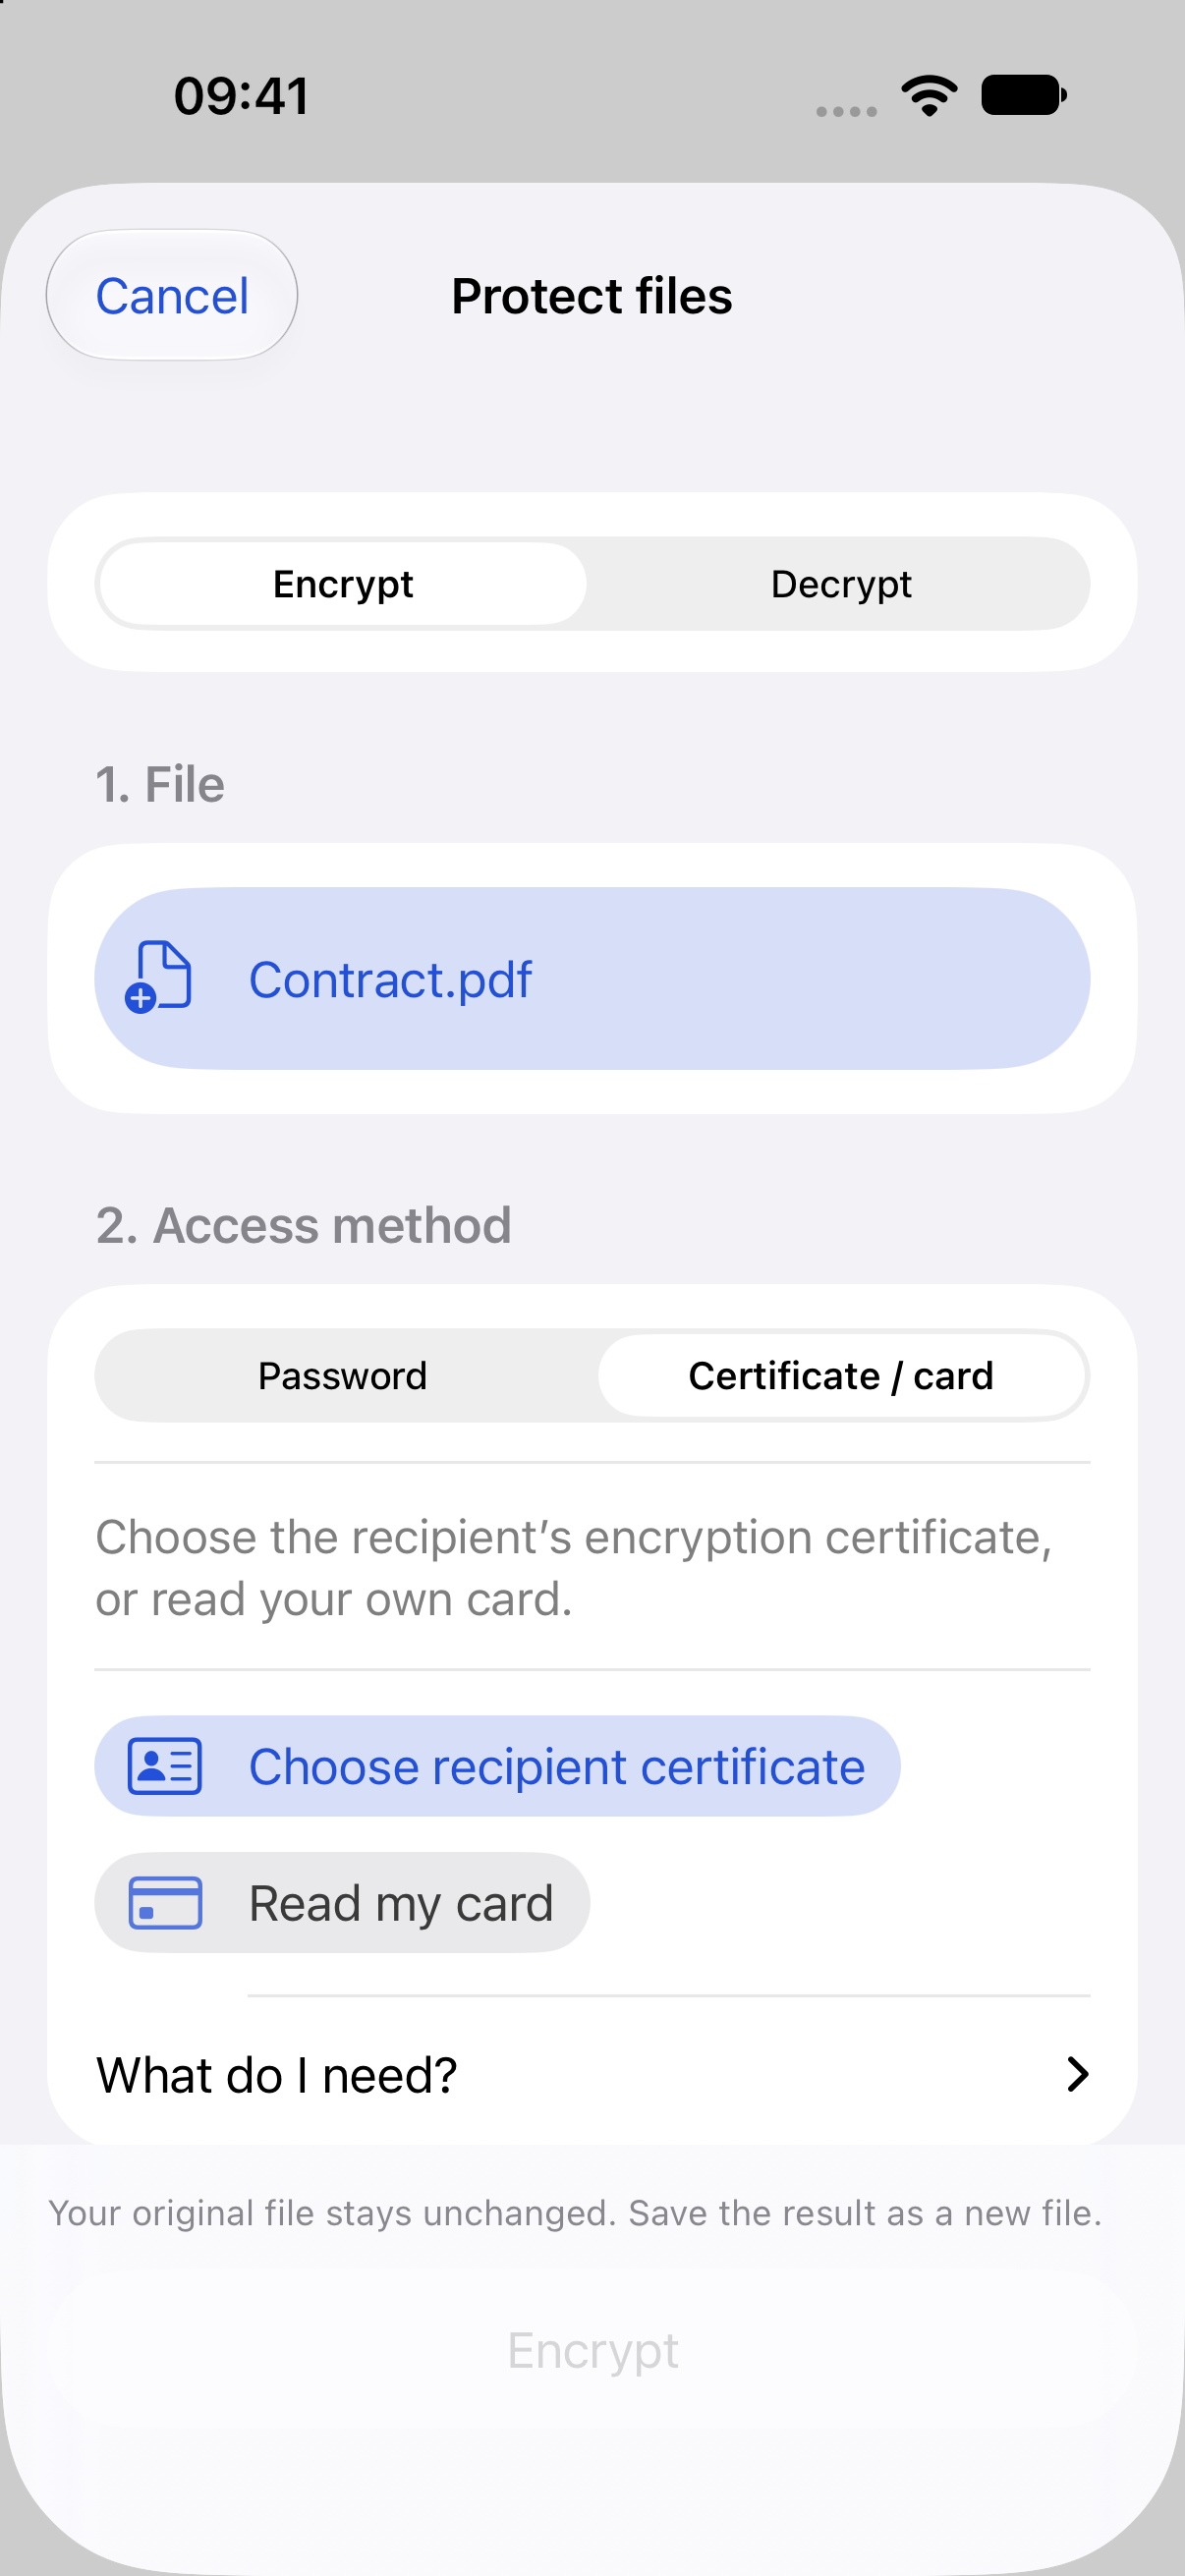 09:41
Cancel
Protect files
Encrypt
Decrypt
1. File
Contract.pdf
2. Access method
Password
Certificate / card
Choose the recipient’s encryption certificate,
or read your own card.
Choose recipient certificate
Read my card
What do I need?
Your original file stays unchanged. Save the result as a new file.
Encrypt